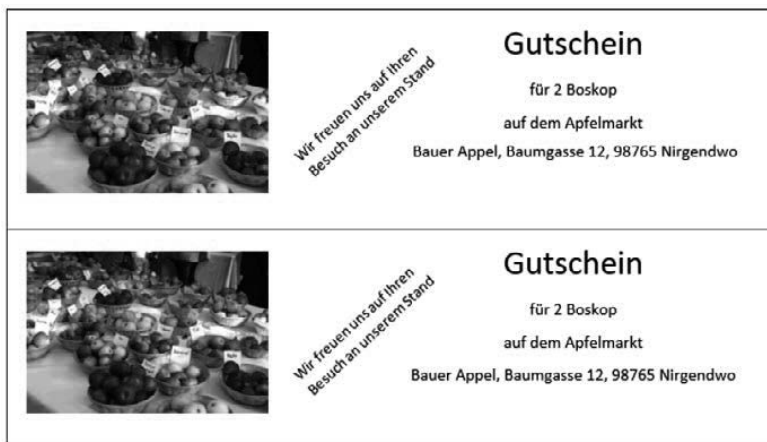 Wir freuen uns auf Ihren
Besuch an unserem Stand
Gutschein
für 2 Boskop
auf dem Apfelmarkt
Bauer Appel, Baumgasse 12, 98765 Nirgendwo
Wir freuen uns auf Ihren
Besuch an unserem Stand
Gutschein
für 2 Boskop
auf dem Apfelmarkt
Bauer Appel, Baumgasse 12, 98765 Nirgendwo